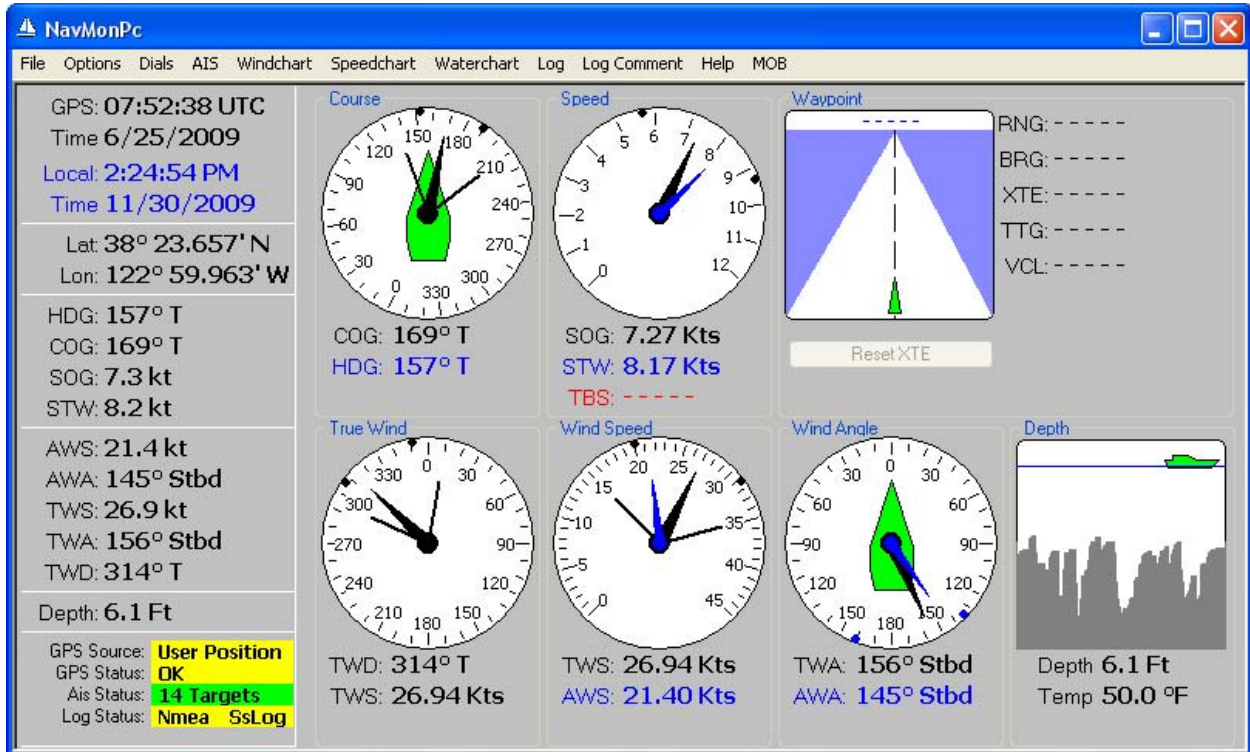 NavMonPc
File Options Dials AIS Windchart Speedchart Waterchart Log Log Comment Help MOB
GPS: 07:52:38 UTC
Time 6/25/2009
Local: 2:24:54 PM
Time 11/30/2009
Lat: 38° 23.657' N
Lon: 122° 59.963' W
HDG: 157° T
COG: 169° T
SOG: 7.3 kt
STW: 8.2 kt
AWS: 21.4 kt
AWA: 145° Stbd
TWS: 26.9 kt
TWA: 156° Stbd
TWD: 314° T
Depth: 6.1 Ft
GPS Source: User Position
GPS Status: OK
Ais Status: 14 Targets
Log Status: Nmea SsLog
Course
0 30 60 90 120 150 180 210 240 270 300 330
COG: 169° T
HDG: 157° T
Speed
0 1 2 3 4 5 6 7 8 9 10 11 12
SOG: 7.27 Kts
STW: 8.17 Kts
TBS: - - - - -
Waypoint
- - - - -
RNG: - - - - -
BRG: - - - - -
XTE: - - - - -
TTG: - - - - -
VCL: - - - - -
Reset XTE
True Wind
0 30 60 90 120 150 180 210 240 270 300 330
TWD: 314° T
TWS: 26.94 Kts
Wind Speed
0 5 10 15 20 25 30 35 40 45
TWS: 26.94 Kts
AWS: 21.40 Kts
Wind Angle
0 30 60 90 120 150 180 150 120 90 60 30
TWA: 156° Stbd
AWA: 145° Stbd
Depth
Depth 6.1 Ft
Temp 50.0 °F